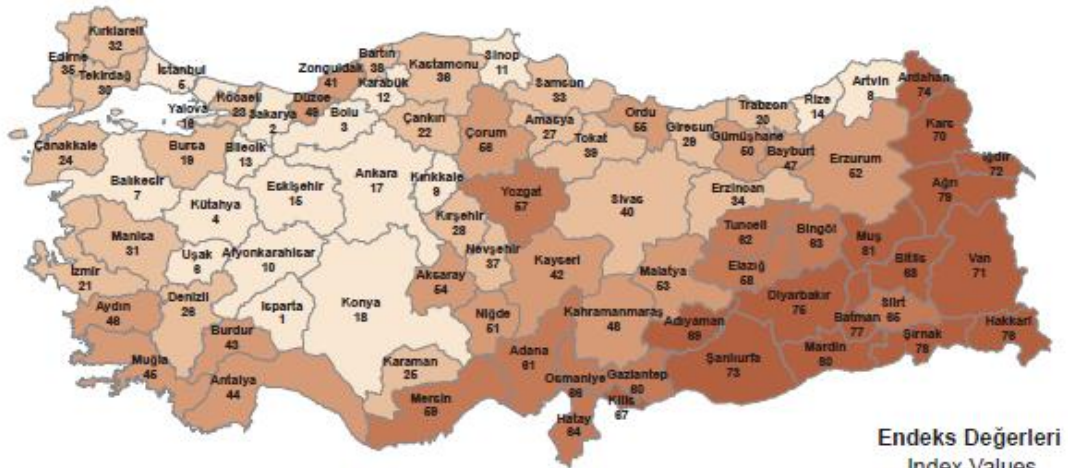 Kırklareli
32
Edirne
35
Tekirdağ
30
İstanbul
5
Yalova
16
Kocaeli
23
Sakarya
2
Düzce
49
Zonguldak
41
Bartın
38
Karabük
12
Kastamonu
36
Sinop
11
Samsun
33
Bolu
3
Çankırı
22
Çorum
56
Amasya
27
Tokat
39
Ordu
55
Giresun
29
Trabzon
20
Gümüşhane
50
Bayburt
47
Rize
14
Artvin
8
Ardahan
74
Kars
70
Iğdır
72
Ağrı
79
Erzurum
52
Erzincan
34
Çanakkale
24
Balıkesir
7
Bursa
19
Bilecik
13
Kütahya
4
Eskişehir
15
Ankara
17
Kırıkkale
9
Yozgat
57
Kırşehir
28
Sivas
40
Manisa
31
Uşak
6
Afyonkarahisar
10
İzmir
21
Aydın
46
Denizli
26
Isparta
1
Burdur
43
Muğla
45
Antalya
44
Konya
18
Karaman
25
Aksaray
54
Nevşehir
37
Niğde
51
Kayseri
42
Malatya
53
Kahramanmaraş
48
Tunceli
62
Elazığ
58
Bingöl
63
Muş
81
Bitlis
68
Van
71
Diyarbakır
75
Batman
77
Siirt
65
Şırnak
78
Hakkari
76
Mardin
80
Adıyaman
69
Şanlıurfa
73
Gaziantep
60
Kilis
67
Osmaniye
66
Adana
61
Mersin
59
Hatay
64
Endeks Değerleri
Index Values